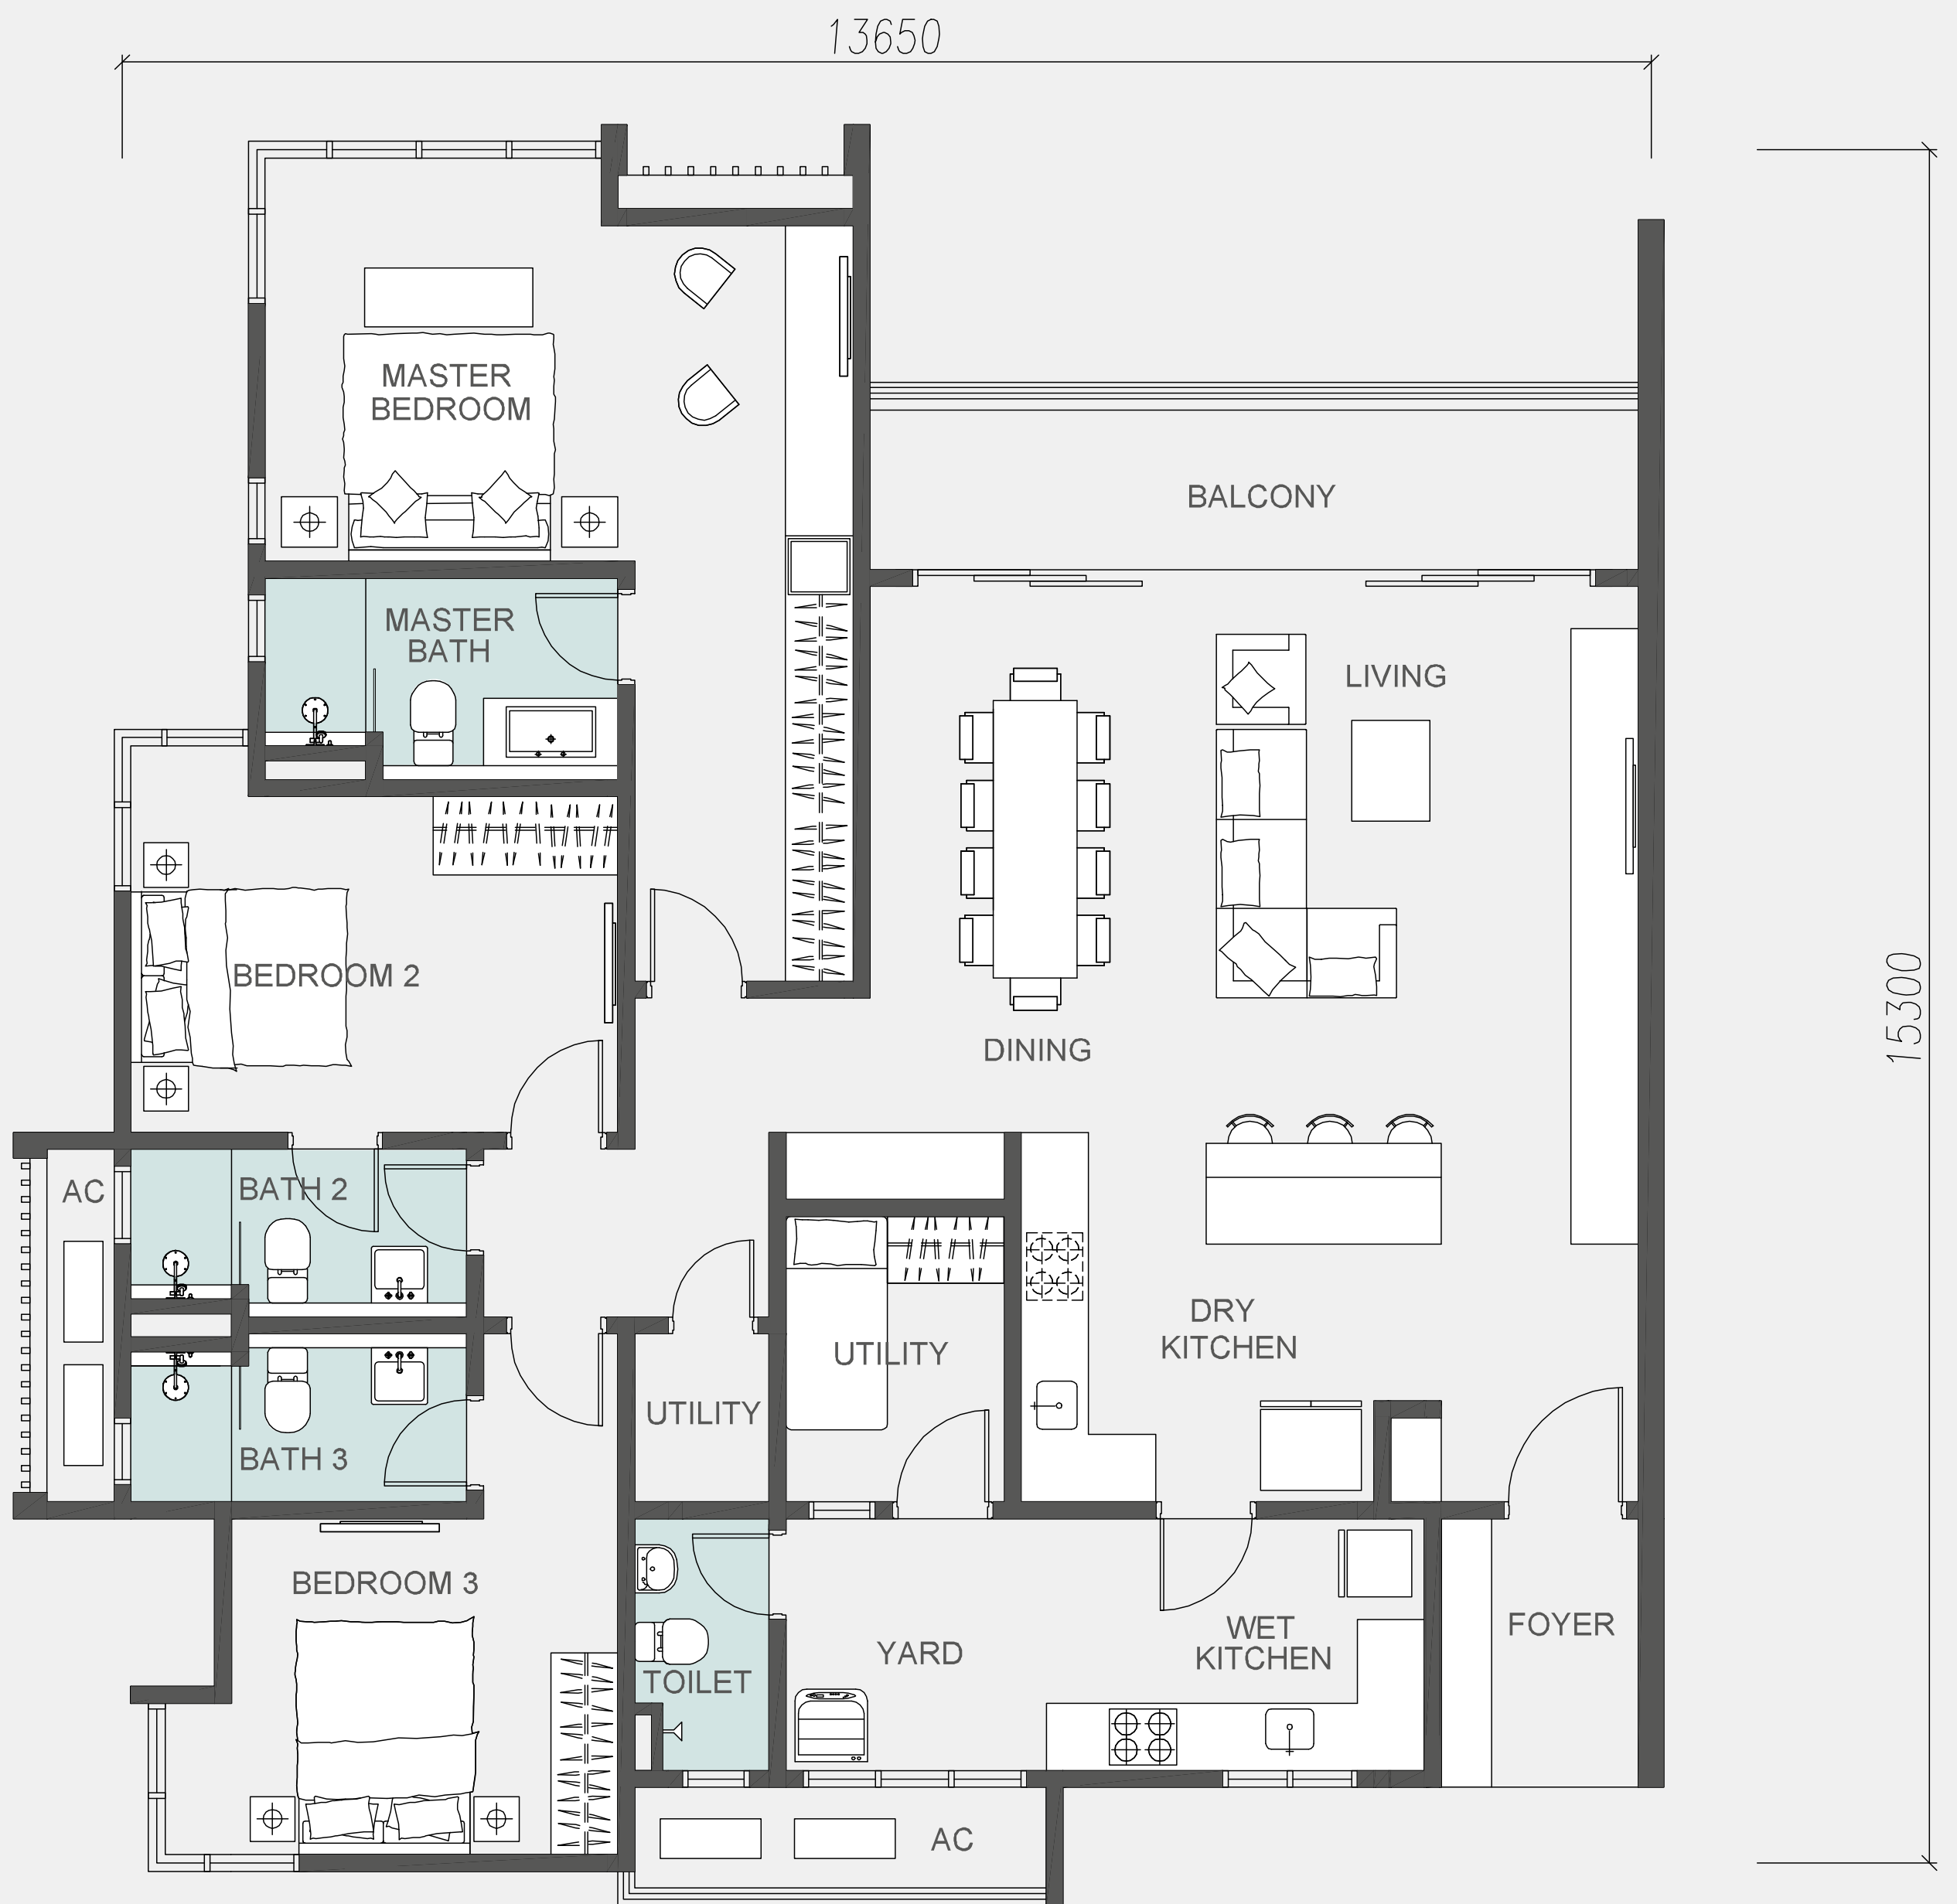 13650
MASTER
BEDROOM
BALCONY
MASTER
BATH
LIVING
BEDROOM 2
15300
DINING
AC
BATH 2
DRY
KITCHEN
UTILITY
UTILITY
BATH 3
BEDROOM 3
FOYER
WET
KITCHEN
YARD
TOILET
AC